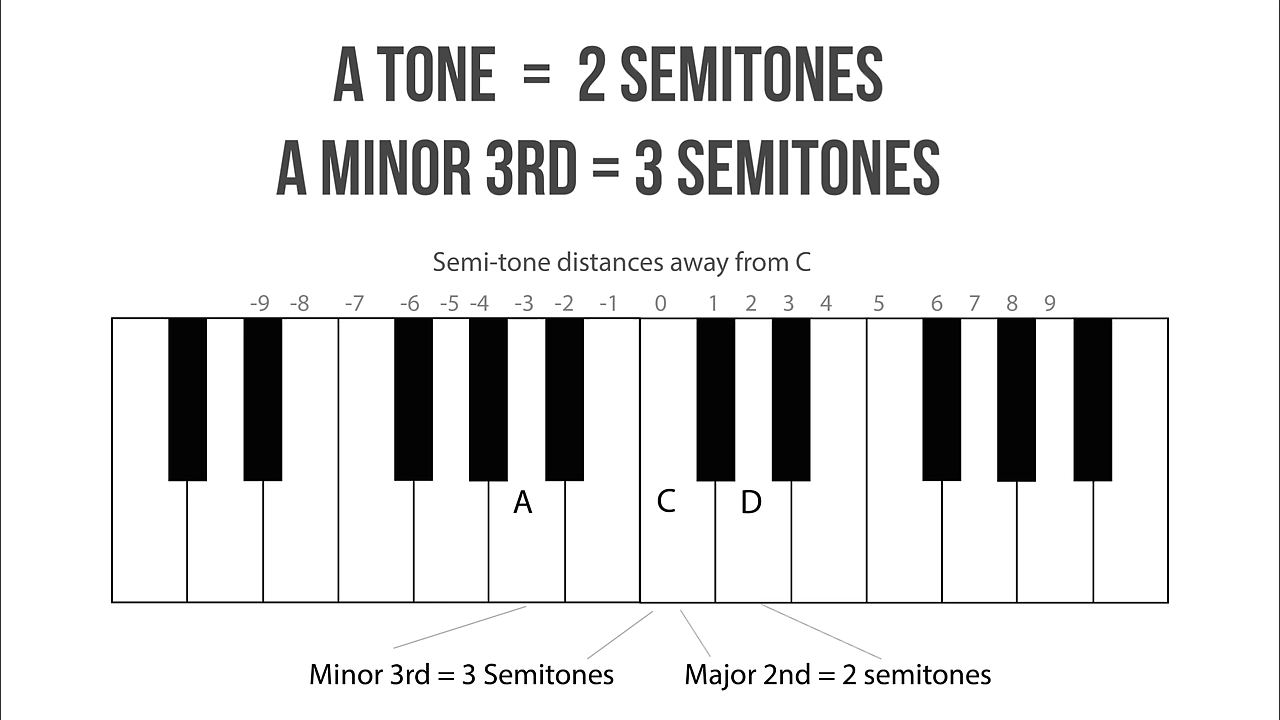 A TONE = 2 SEMITONES
A MINOR 3RD = 3 SEMITONES
Semi-tone distances away from C
-9 -8 -7 -6 -5 -4 -3 -2 -1 0 1 2 3 4 5 6 7 8 9
A C D
Minor 3rd = 3 Semitones Major 2nd = 2 semitones